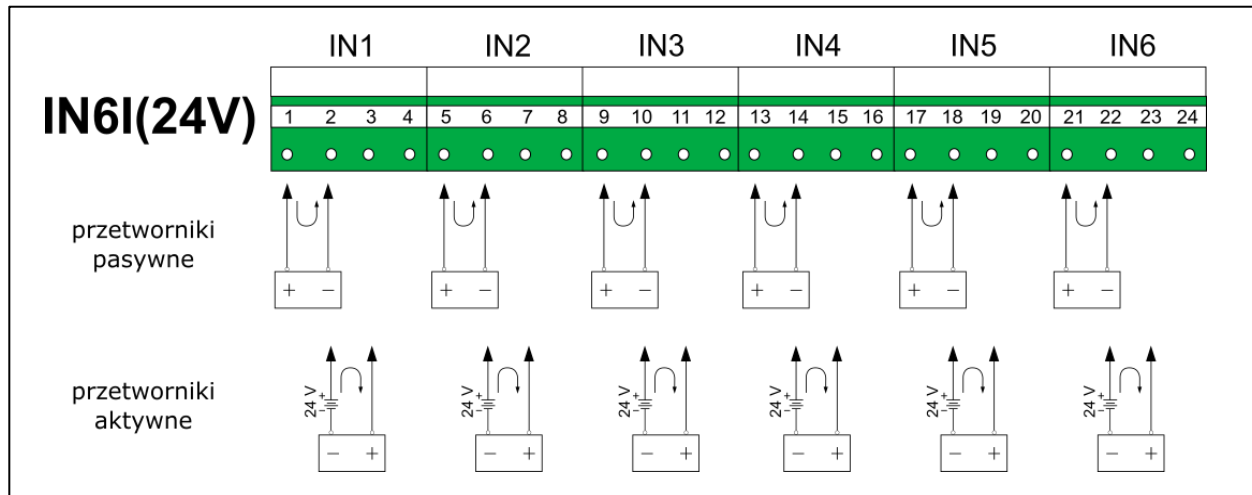 IN1 IN2 IN3 IN4 IN5 IN6
IN6I(24V)
1 2 3 4 5 6 7 8 9 10 11 12 13 14 15 16 17 18 19 20 21 22 23 24
przetworniki
pasywne
+ − + − + − + − + − + −
przetworniki
aktywne
24 V + − 24 V + − 24 V + − 24 V + − 24 V + − 24 V + −
− + − + − + − + − + − +